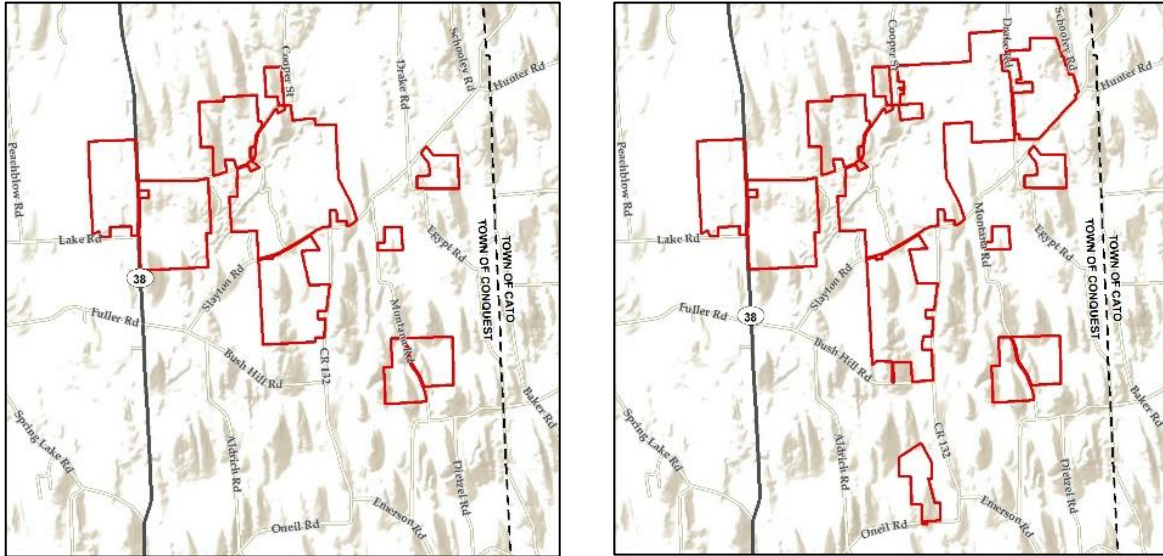 Cooper St
Drake Rd
Schooley Rd
Hunter Rd
Peachblow Rd
Lake Rd
38
Slayton Rd
Egypt Rd
TOWN OF CATO
TOWN OF CONQUEST
Fuller Rd
Montana Rd
Bush Hill Rd
CR 132
Baker Rd
Spring Lake Rd
Aldrich Rd
Dietzel Rd
Oneil Rd
Emerson Rd
Cooper St
Drake Rd
Schooley Rd
Hunter Rd
Peachblow Rd
Lake Rd
Montana Rd
Egypt Rd
TOWN OF CATO
TOWN OF CONQUEST
Slayton Rd
Fuller Rd
38
Bush Hill Rd
Baker Rd
Spring Lake Rd
Aldrich Rd
CR 132
Dietzel Rd
Oneil Rd
Emerson Rd